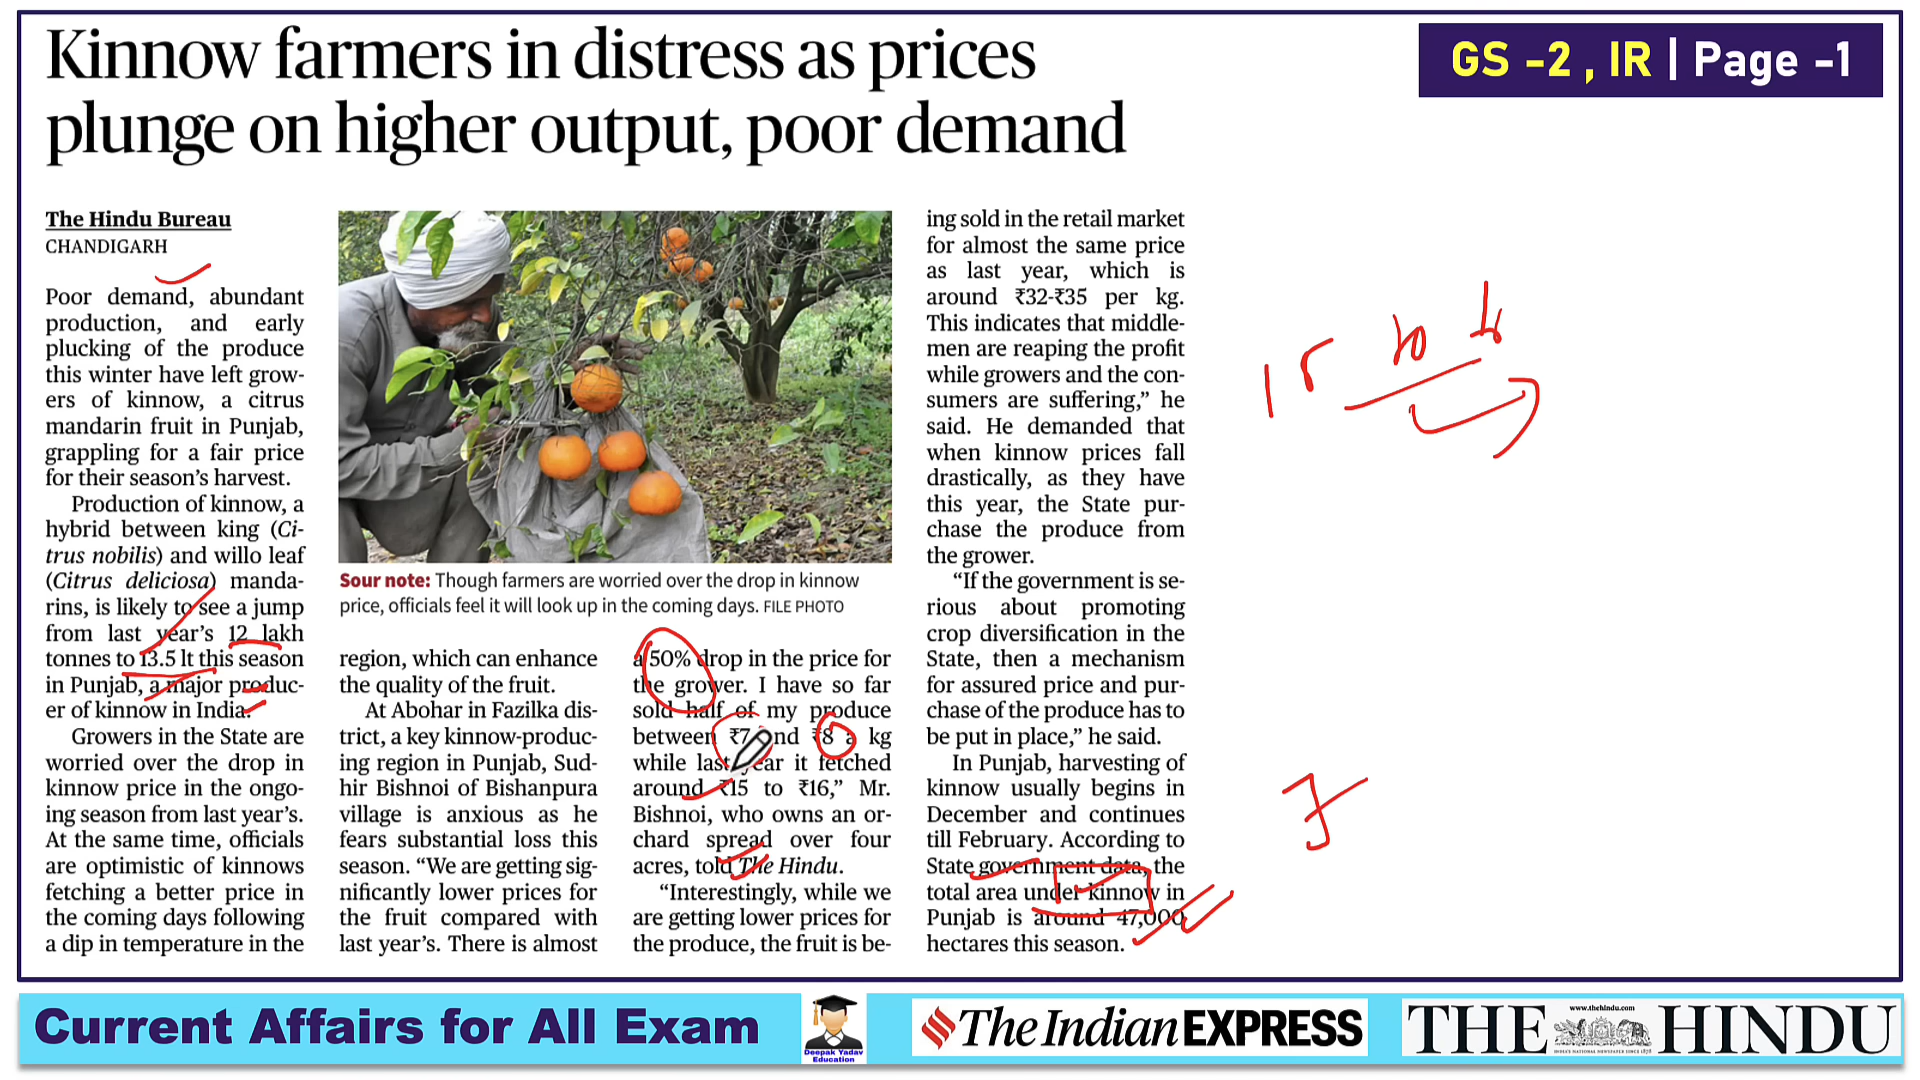 Kinnow farmers in distress as prices
plunge on higher output, poor demand
GS -2 , IR | Page -1
The Hindu Bureau
CHANDIGARH
Poor demand, abundant
production, and early
plucking of the produce
this winter have left grow-
ers of kinnow, a citrus
mandarin fruit in Punjab,
grappling for a fair price
for their season's harvest.
Production of kinnow, a
hybrid between king (Ci-
trus nobilis) and willo leaf
(Citrus deliciosa) manda-
rins, is likely to see a jump
from last year's 12 lakh
tonnes to 13.5 lt this season
in Punjab, a major produc-
er of kinnow in India.
Growers in the State are
worried over the drop in
kinnow price in the ongo-
ing season from last year's.
At the same time, officials
are optimistic of kinnows
fetching a better price in
the coming days following
a dip in temperature in the
Sour note: Though farmers are worried over the drop in kinnow
price, officials feel it will look up in the coming days. FILE PHOTO
region, which can enhance
the quality of the fruit.
At Abohar in Fazilka dis-
trict, a key kinnow-produc-
ing region in Punjab, Sud-
hir Bishnoi of Bishanpura
village is anxious as he
fears substantial loss this
season. "We are getting sig-
nificantly lower prices for
the fruit compared with
last year's. There is almost
a 50% drop in the price for
the grower. I have so far
sold half of my produce
between ₹7 and ₹8 a kg
while last year it fetched
around ₹15 to ₹16," Mr.
Bishnoi, who owns an or-
chard spread over four
acres, told The Hindu.
"Interestingly, while we
are getting lower prices for
the produce, the fruit is be-
ing sold in the retail market
for almost the same price
as last year, which is
around ₹32-₹35 per kg.
This indicates that middle-
men are reaping the profit
while growers and the con-
sumers are suffering," he
said. He demanded that
when kinnow prices fall
drastically, as they have
this year, the State pur-
chase the produce from
the grower.
"If the government is se-
rious about promoting
crop diversification in the
State, then a mechanism
for assured price and pur-
chase of the produce has to
be put in place," he said.
In Punjab, harvesting of
kinnow usually begins in
December and continues
till February. According to
State government data, the
total area under kinnow in
Punjab is around 47,000
hectares this season.
Current Affairs for All Exam
Deepak Yadav
Education
The Indian EXPRESS
www.thehindu.com
THE HINDU